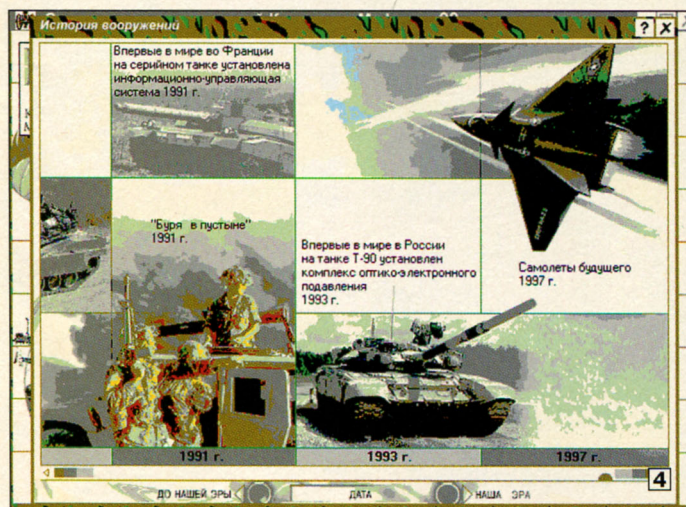 История вооружений
? X
Впервые в мире во Франции
на серийном танке установлена
информационно-управляющая
система 1991 г.
"Буря в пустыне"
1991 г.
Впервые в мире в России
на танке Т-90 установлен
комплекс оптико-электронного
подавления
1993 г.
Самолеты будущего
1997 г.
1991 г. 1993 г. 1997 г.
4
ДО НАШЕЙ ЭРЫ ДАТА НАША ЭРА